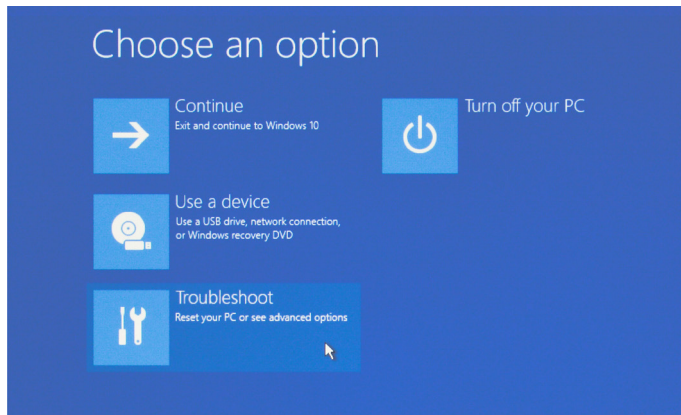 Choose an option
Continue
Exit and continue to Windows 10
Turn off your PC
Use a device
Use a USB drive, network connection,
or Windows recovery DVD
Troubleshoot
Reset your PC or see advanced options